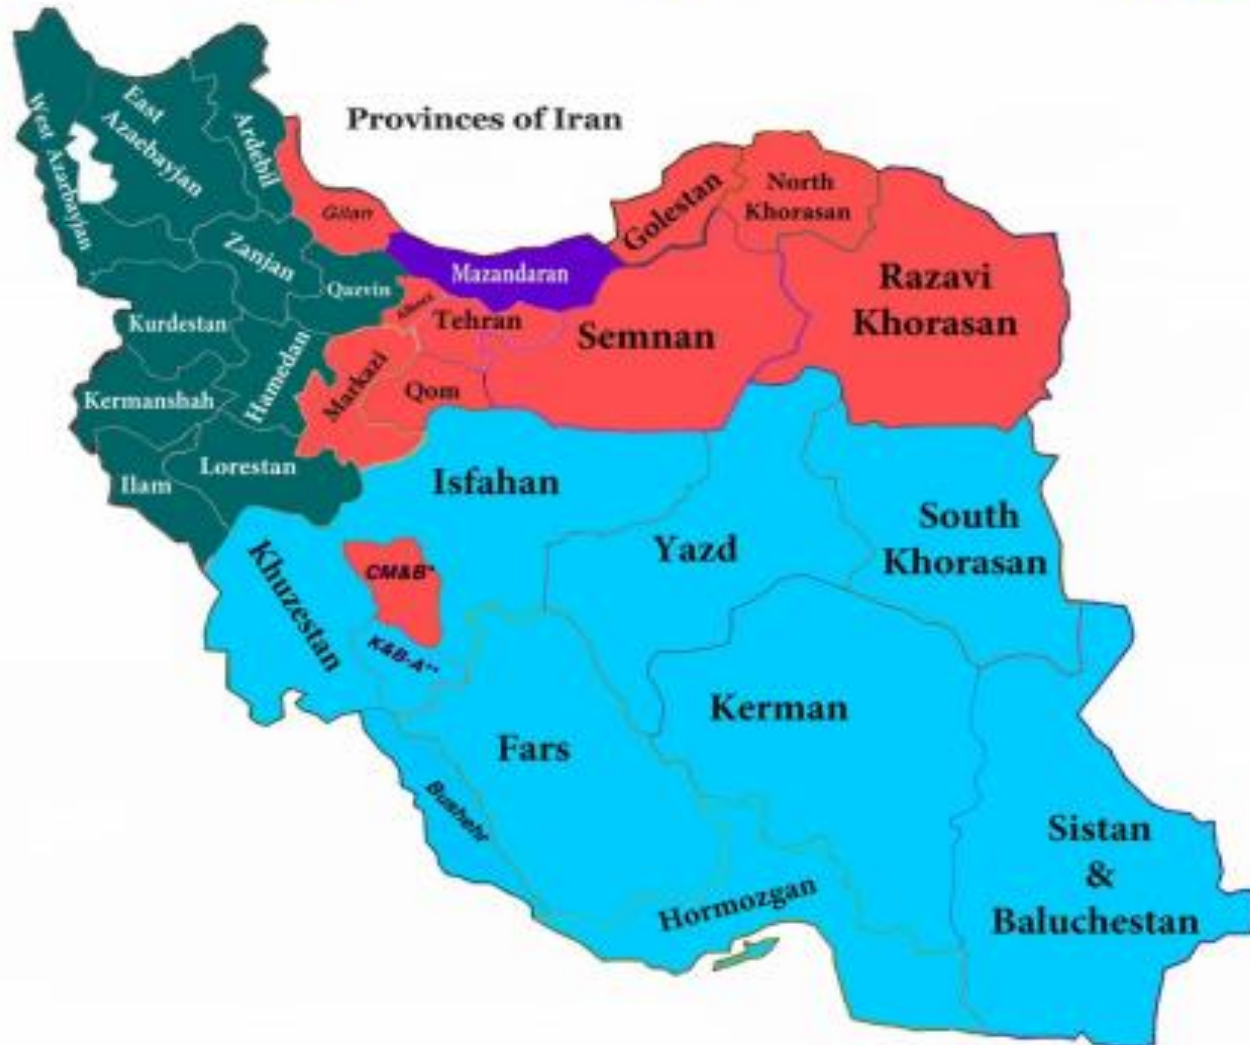 Provinces of Iran
West Azarbayjan
East
Azaebayjan
Ardebil
Gilan
Zanjan
Qazvin
Mazandaran
Golestan
North
Khorasan
Razavi
Khorasan
Kurdestan
Hamedan
Alborz
Tehran
Semnan
Kermanshah
Markazi
Qom
Ilam
Lorestan
Isfahan
Yazd
South
Khorasan
Khuzestan
CM&B*
K&B-A**
Fars
Kerman
Bushehr
Hormozgan
Sistan
&
Baluchestan